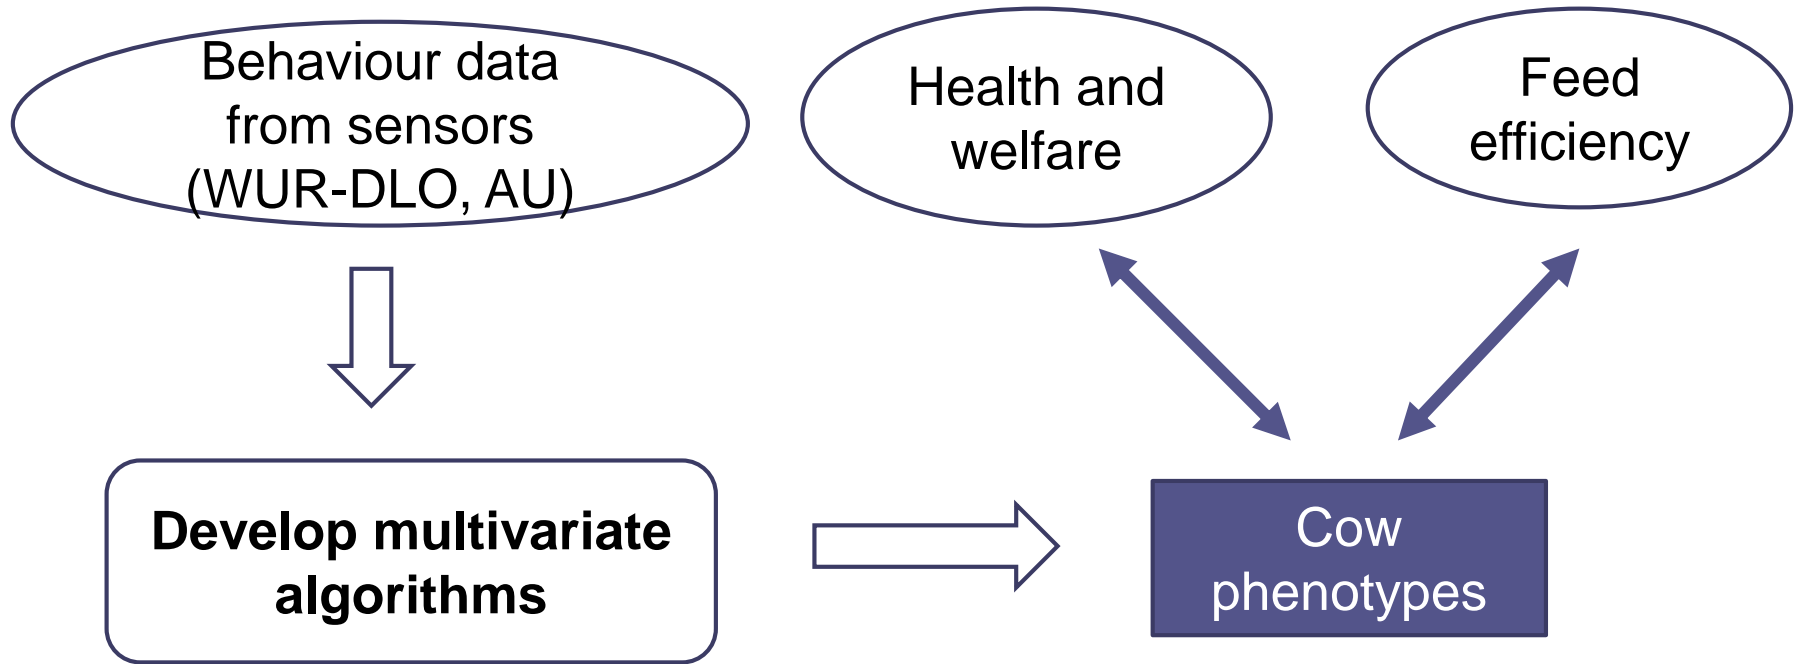 Behaviour data
from sensors
(WUR-DLO, AU)
Health and
welfare
Feed
efficiency
Develop multivariate
algorithms
Cow
phenotypes